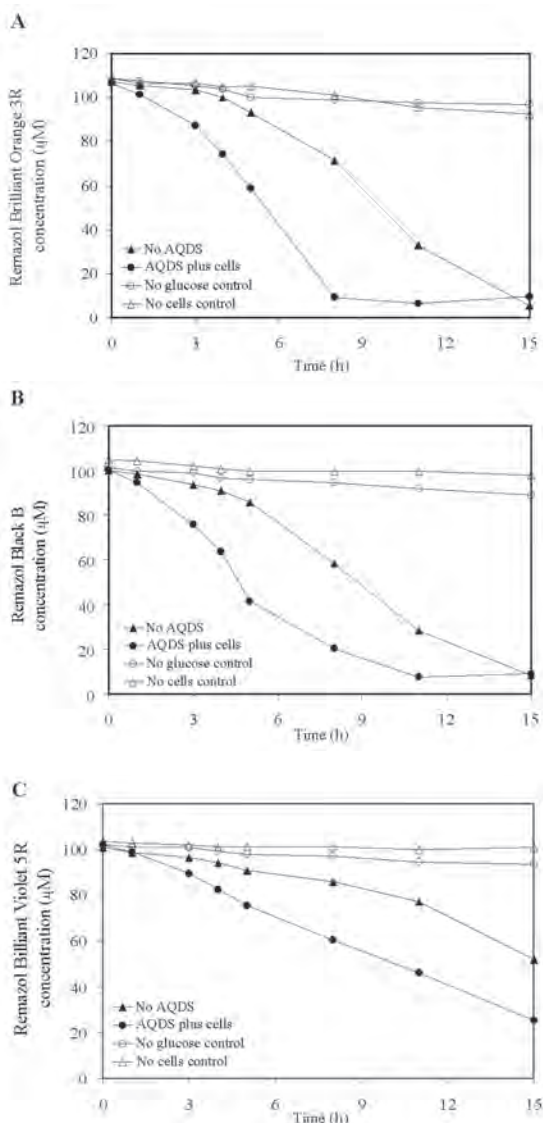 A
Remazol Brilliant Orange 3R
concentration (µM)
120
100
80
60
40
20
0
No AQDS
AQDS plus cells
No glucose control
No cells control
0
3
6
9
12
15
Time (h)
B
Remazol Black B
concentration (µM)
120
100
80
60
40
20
0
No AQDS
AQDS plus cells
No glucose control
No cells control
0
3
6
9
12
15
Time (h)
C
Remazol Billiant Violet 5R
concentration (µM)
120
100
80
60
40
20
0
No AQDS
AQDS plus cells
No glucose control
No cells control
0
3
6
9
12
15
Time (h)